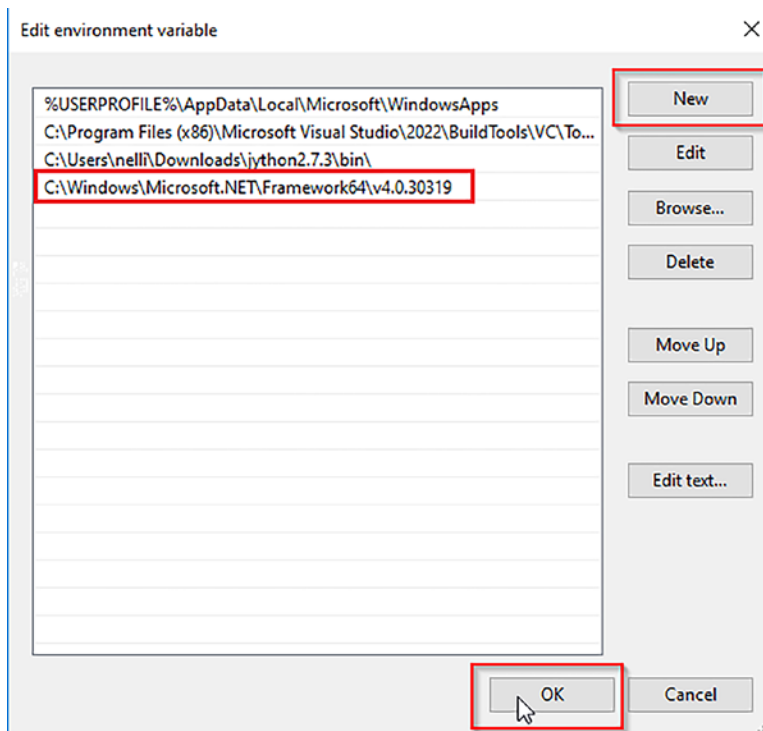 Edit environment variable
%USERPROFILE%\AppData\Local\Microsoft\WindowsApps
C:\Program Files (x86)\Microsoft Visual Studio\2022\BuildTools\VC\To...
C:\Users\nelli\Downloads\jython2.7.3\bin\
C:\Windows\Microsoft.NET\Framework64\v4.0.30319
New
Edit
Browse...
Delete
Move Up
Move Down
Edit text...
OK
Cancel